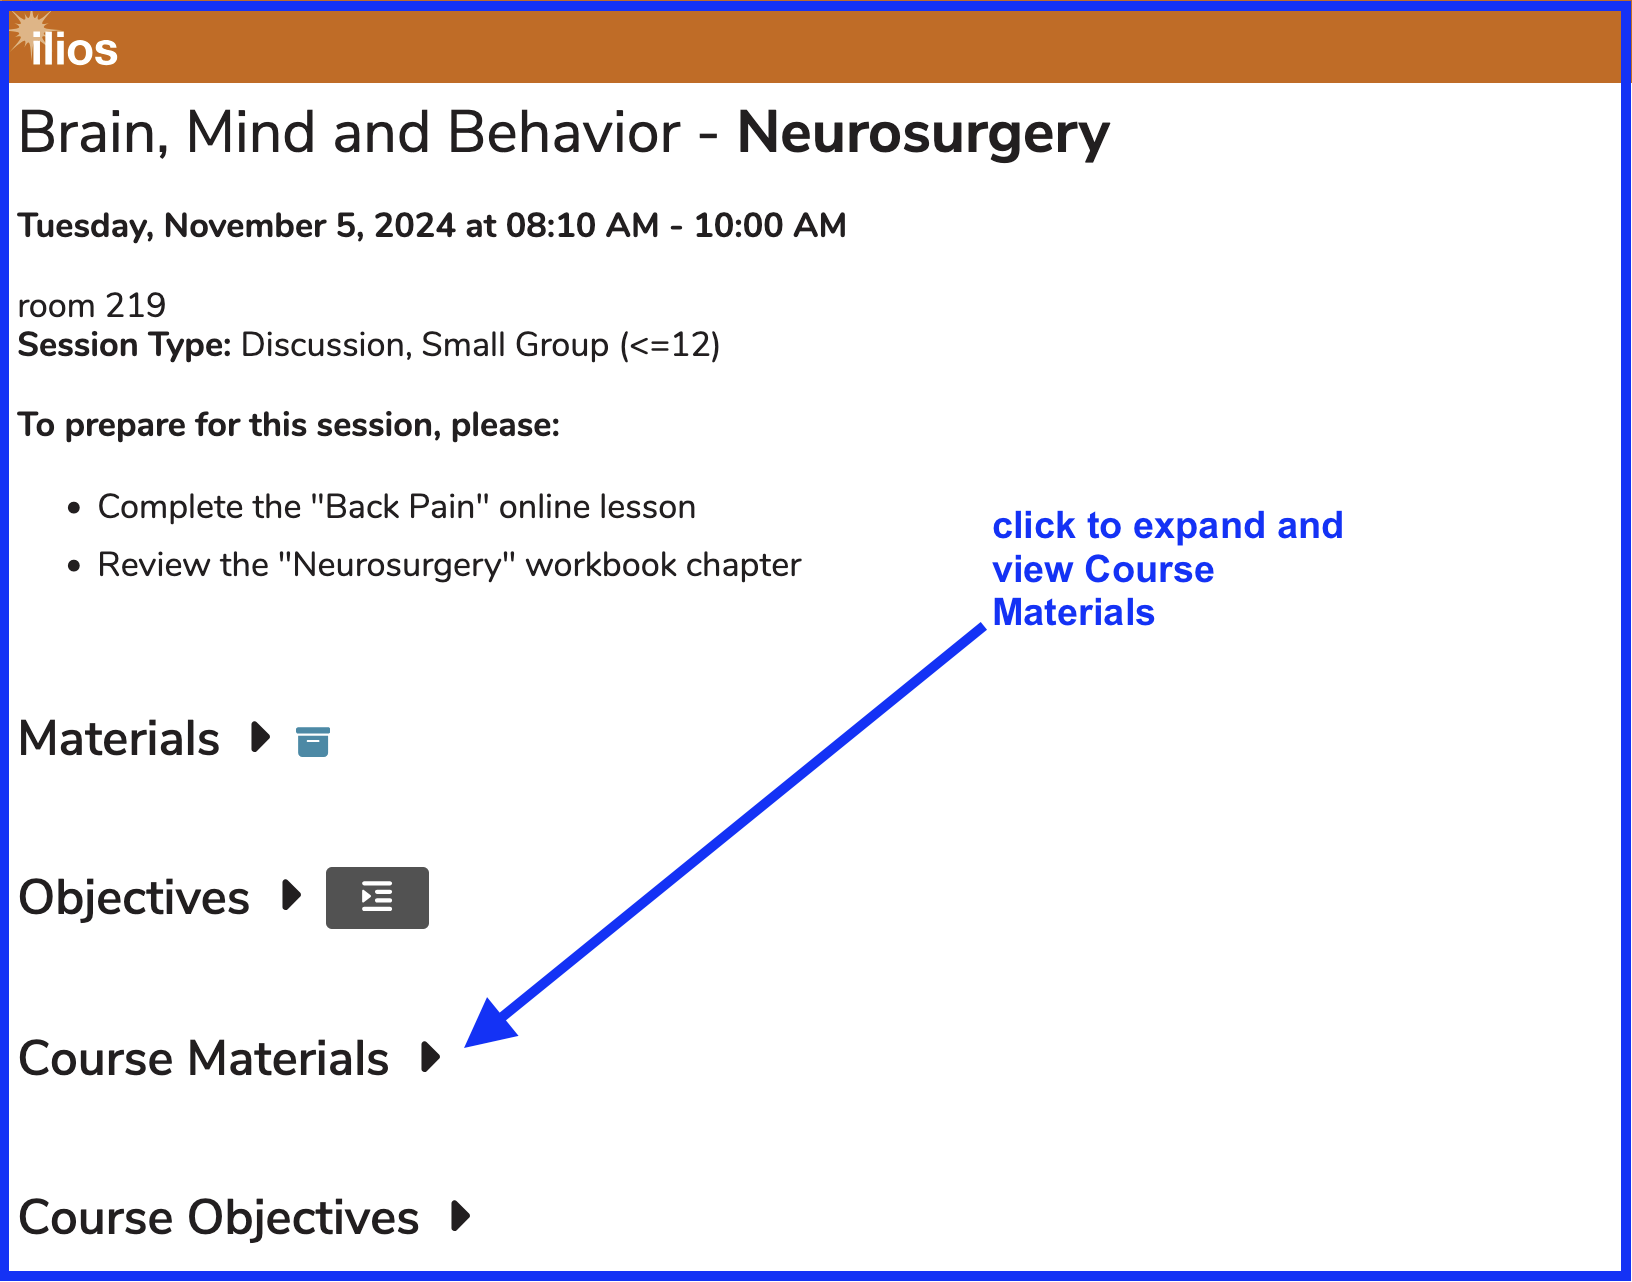 ilios
Brain, Mind and Behavior - Neurosurgery
Tuesday, November 5, 2024 at 08:10 AM - 10:00 AM
room 219
Session Type: Discussion, Small Group (<=12)
To prepare for this session, please:
• Complete the "Back Pain" online lesson
• Review the "Neurosurgery" workbook chapter
click to expand and
view Course
Materials
Materials
Objectives
Course Materials
Course Objectives